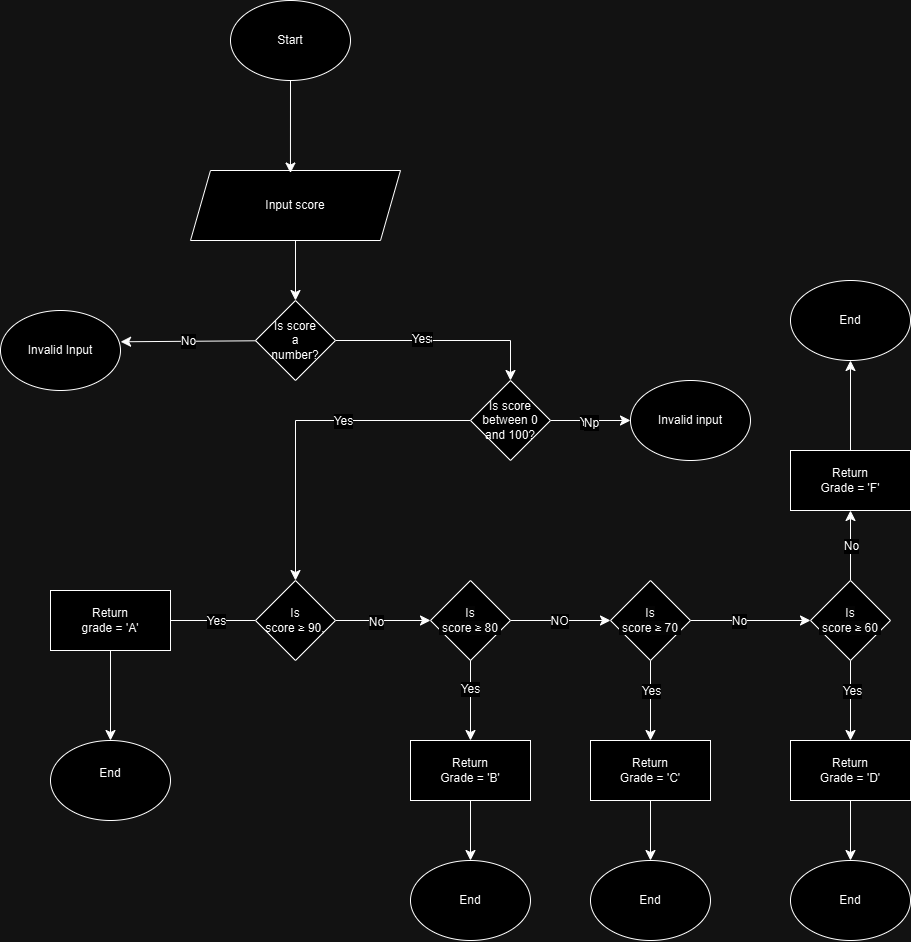 Start
Input score
Is score
a
number?
No
Yes
Invalid Input
Is score
between 0
and 100?
Yes
Invalid input
End
Return
Grade = 'F'
No
Return
grade = 'A'
Yes
Is
score ≥ 90
No
Is
score ≥ 80
NO
Is
score ≥ 70
No
Is
score ≥ 60
Yes
Yes
Yes
End
Return
Grade = 'B'
Return
Grade = 'C'
Return
Grade = 'D'
End
End
End